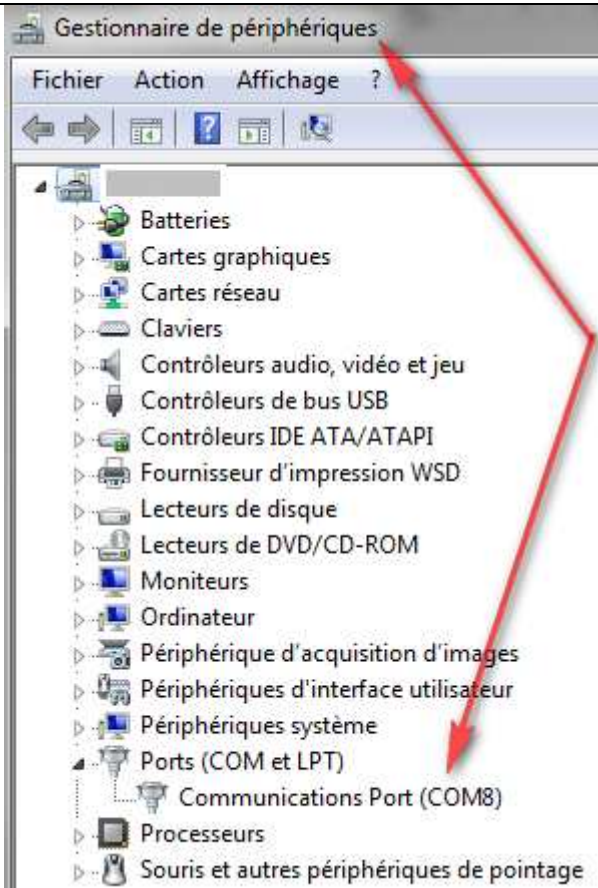 Gestionnaire de périphériques
Fichier Action Affichage ?
Batteries
Cartes graphiques
Cartes réseau
Claviers
Contrôleurs audio, vidéo et jeu
Contrôleurs de bus USB
Contrôleurs IDE ATA/ATAPI
Fournisseur d'impression WSD
Lecteurs de disque
Lecteurs de DVD/CD-ROM
Moniteurs
Ordinateur
Périphérique d'acquisition d'images
Périphériques d'interface utilisateur
Périphériques système
Ports (COM et LPT)
Communications Port (COM8)
Processeurs
Souris et autres périphériques de pointage